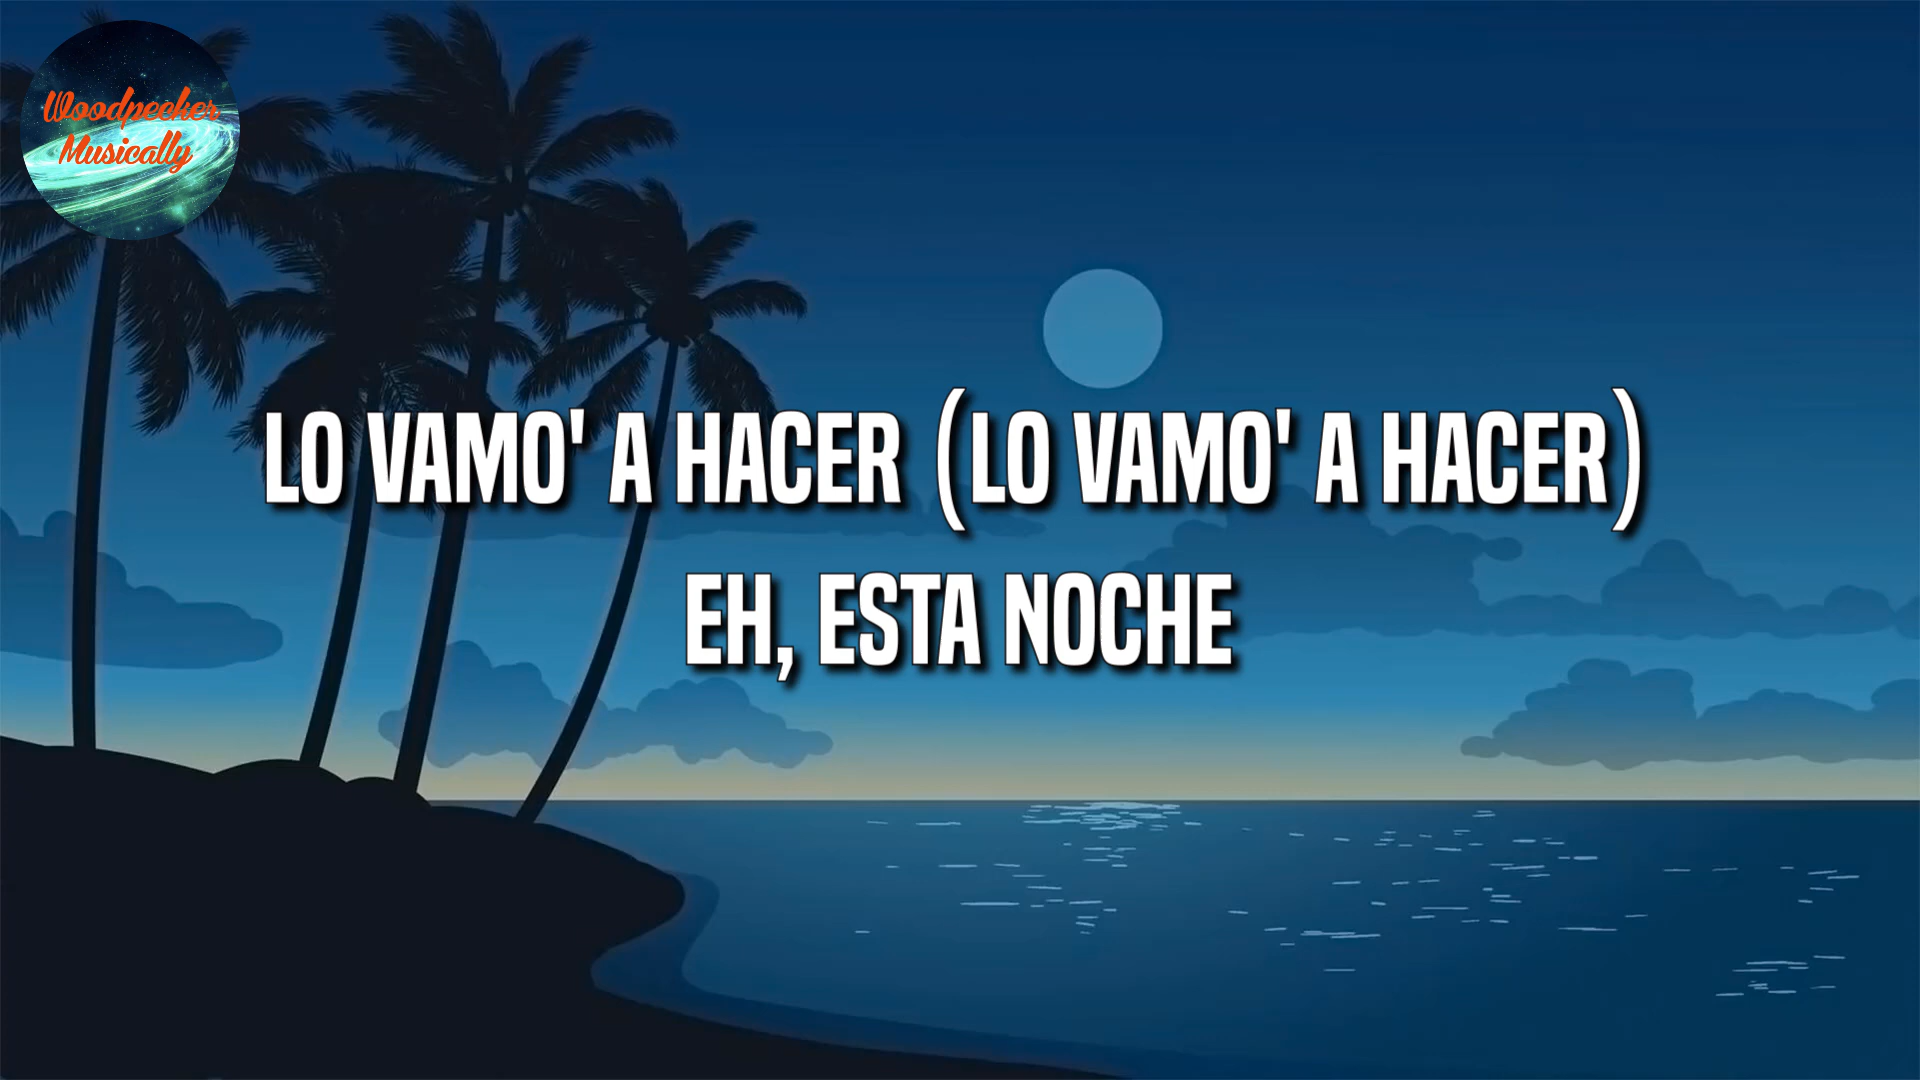 Woodpecker
Musically
LO VAMO' A HACER (LO VAMO' A HACER)
EH, ESTA NOCHE